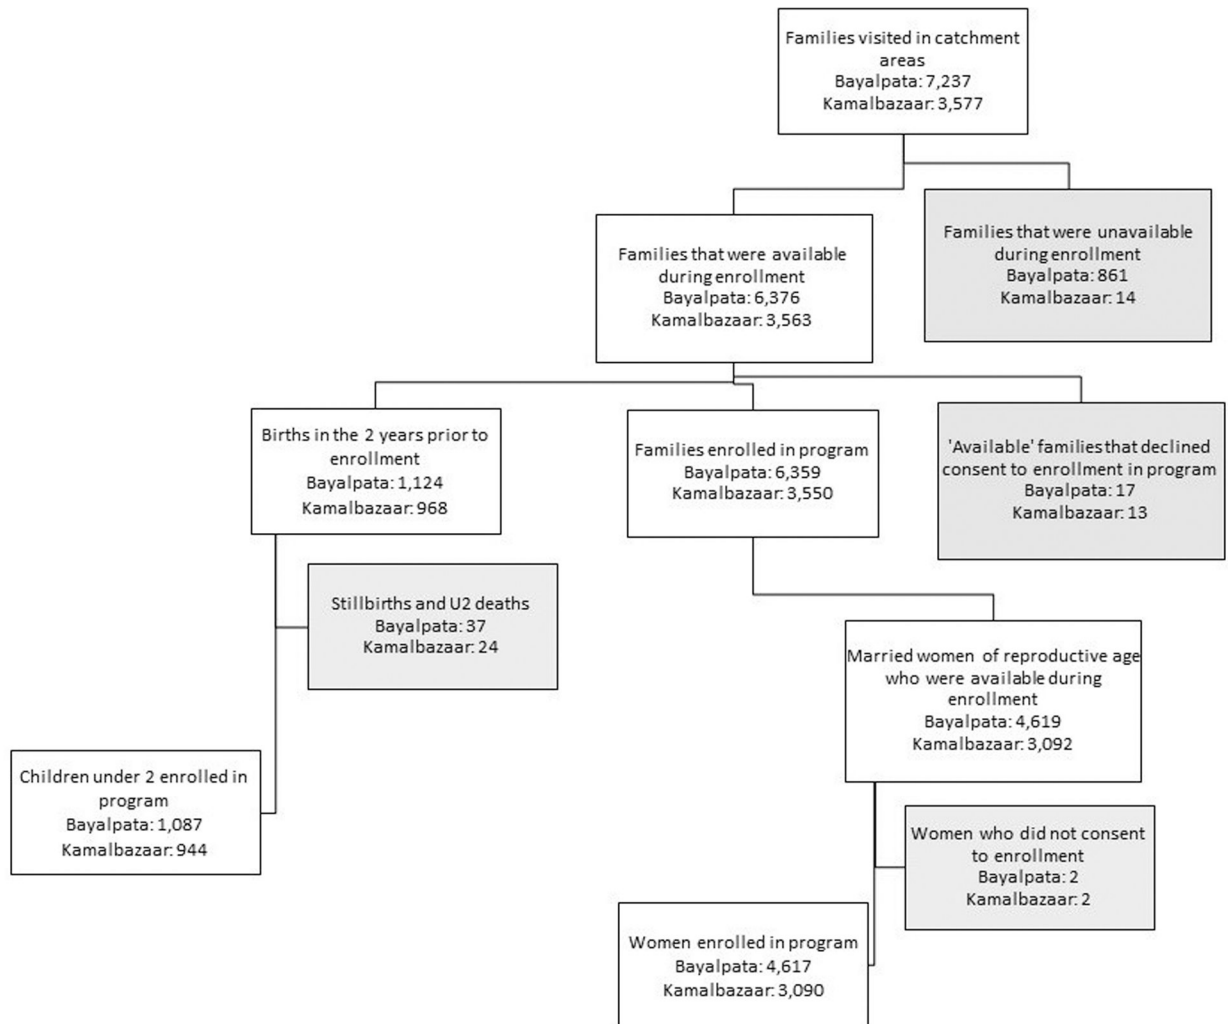 Families visited in catchment
areas
Bayalpata: 7,237
Kamalbazaar: 3,577
Families that were available
during enrollment
Bayalpata: 6,376
Kamalbazaar: 3,563
Families that were unavailable
during enrollment
Bayalpata: 861
Kamalbazaar: 14
Births in the 2 years prior to
enrollment
Bayalpata: 1,124
Kamalbazaar: 968
Families enrolled in program
Bayalpata: 6,359
Kamalbazaar: 3,550
'Available' families that declined
consent to enrollment in program
Bayalpata: 17
Kamalbazaar: 13
Stillbirths and U2 deaths
Bayalpata: 37
Kamalbazaar: 24
Married women of reproductive age
who were available during
enrollment
Bayalpata: 4,619
Kamalbazaar: 3,092
Children under 2 enrolled in
program
Bayalpata: 1,087
Kamalbazaar: 944
Women who did not consent
to enrollment
Bayalpata: 2
Kamalbazaar: 2
Women enrolled in program
Bayalpata: 4,617
Kamalbazaar: 3,090